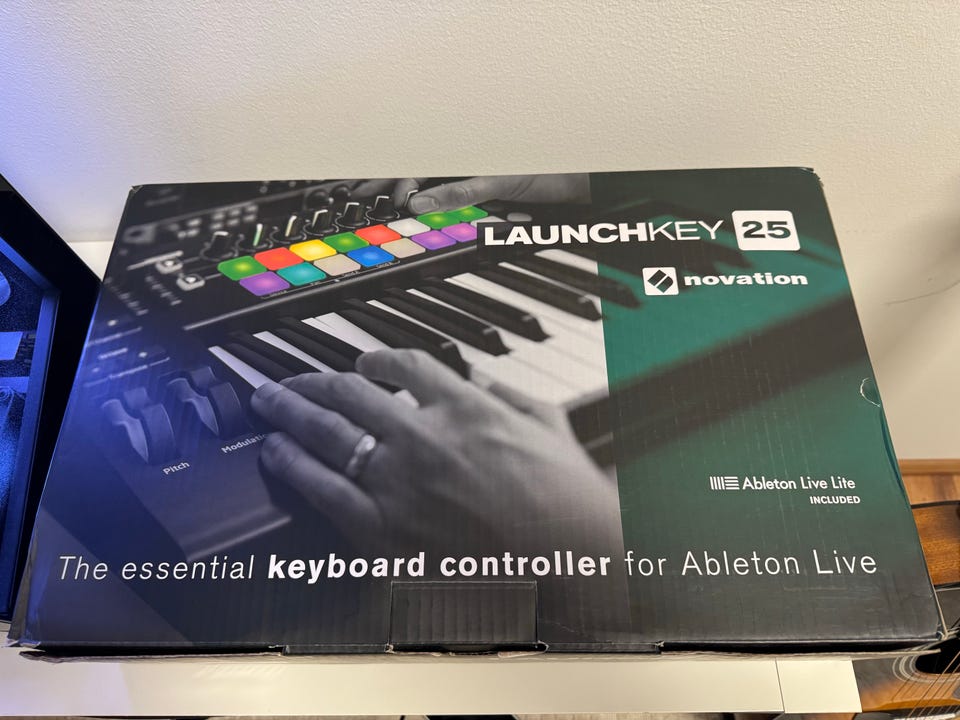 LAUNCHKEY 25
novation
Pitch
Modulation
Ableton Live Lite
INCLUDED
The essential keyboard controller for Ableton Live